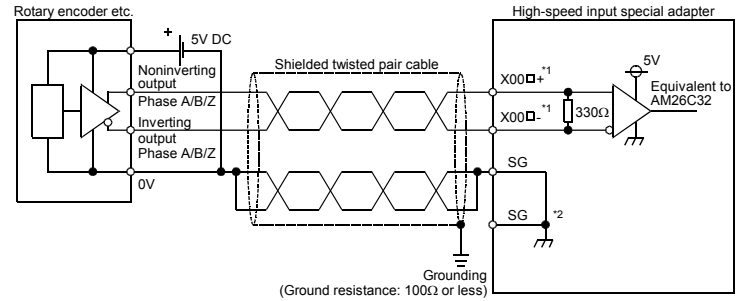 Rotary encoder etc.
High-speed input special adapter
+
5V DC
Shielded twisted pair cable
5V
Noninverting
output
Phase A/B/Z
X00□+*1
Equivalent to
AM26C32
Inverting
output
Phase A/B/Z
X00□-*1
330Ω
0V
SG
SG
*2
Grounding
(Ground resistance: 100Ω or less)